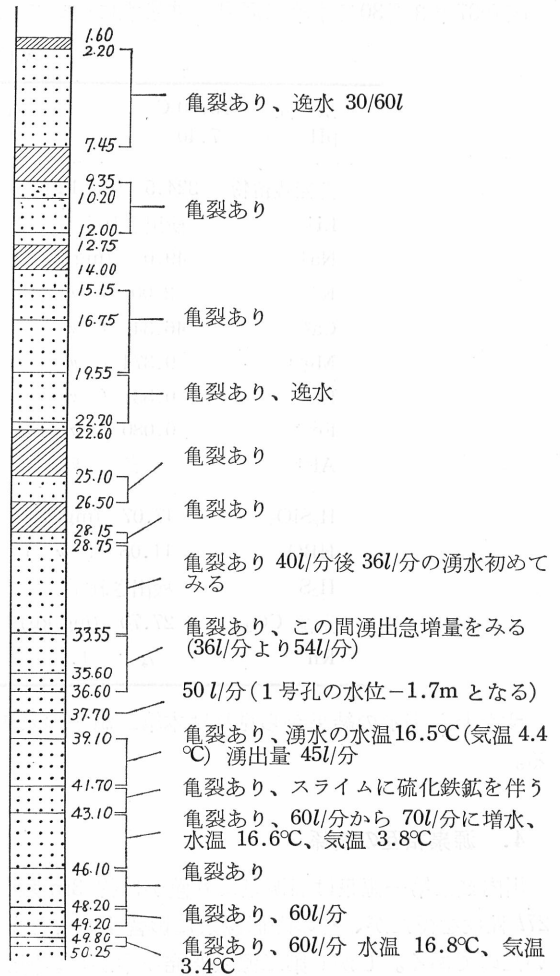 1.60
2.20
亀裂あり、逸水 30/60l
7.45
9.35
10.20
亀裂あり
12.00
12.75
14.00
15.15
亀裂あり
16.75
19.55
亀裂あり、逸水
22.20
22.60
亀裂あり
25.10
26.50
亀裂あり
28.15
28.75
亀裂あり 40l/分後 36l/分の湧水初めて
みる
33.55
亀裂あり、この間湧出急増量をみる
(36l/分より54l/分)
35.60
36.60
50 l/分(1号孔の水位−1.7m となる)
37.70
39.10
亀裂あり、湧水の水温16.5℃(気温 4.4
℃) 湧出量 45l/分
41.70
亀裂あり、スライムに硫化鉄鉱を伴う
43.10
亀裂あり、60l/分から 70l/分に増水、
水温 16.6℃、気温 3.8℃
46.10
亀裂あり
48.20
亀裂あり、60l/分
49.20
49.80
50.25
亀裂あり、60l/分 水温 16.8℃、気温
3.4℃